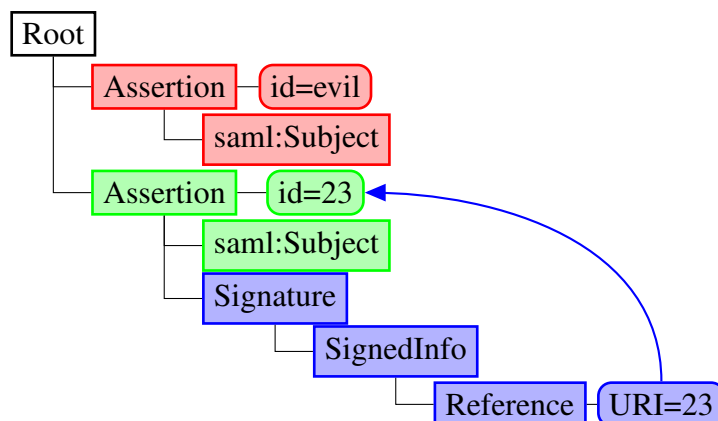 Root
Assertion id=evil
saml:Subject
Assertion id=23
saml:Subject
Signature
SignedInfo
Reference URI=23